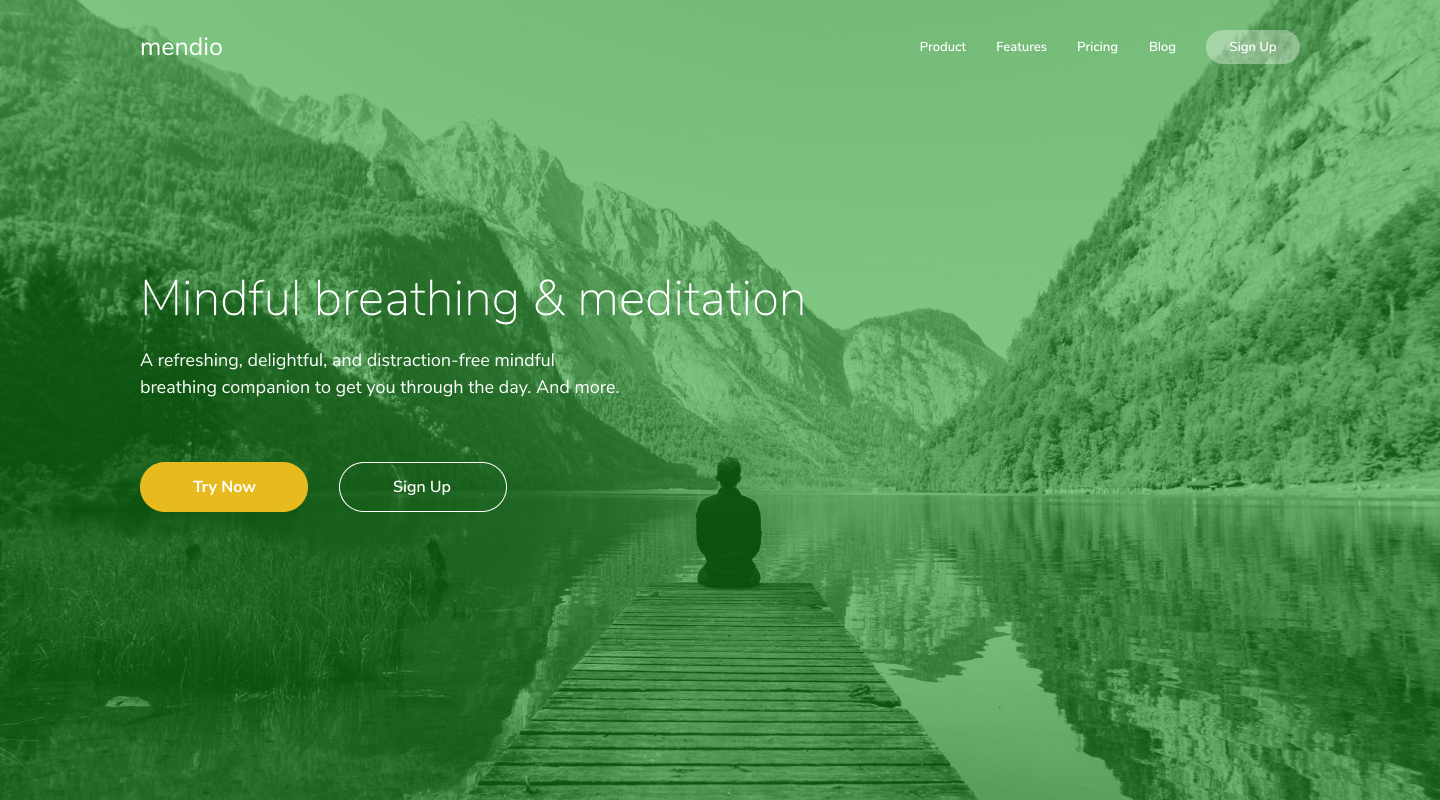 mendio
Product Features Pricing Blog Sign Up
Mindful breathing & meditation
A refreshing, delightful, and distraction-free mindful
breathing companion to get you through the day. And more.
Try Now Sign Up